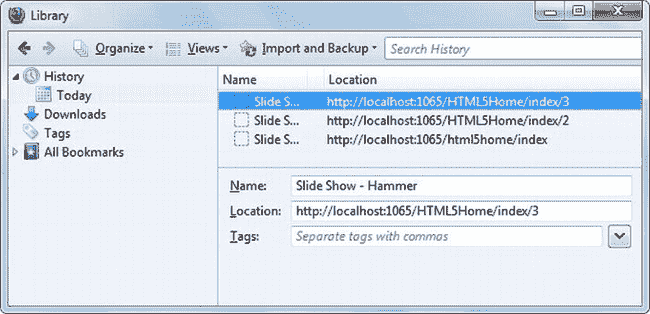 Library
Organize Views Import and Backup Search History
History
Today
Downloads
Tags
All Bookmarks
Name Location
Slide S... http://localhost:1065/HTML5Home/index/3
Slide S... http://localhost:1065/HTML5Home/index/2
Slide S... http://localhost:1065/html5home/index
Name: Slide Show - Hammer
Location: http://localhost:1065/HTML5Home/index/3
Tags: Separate tags with commas